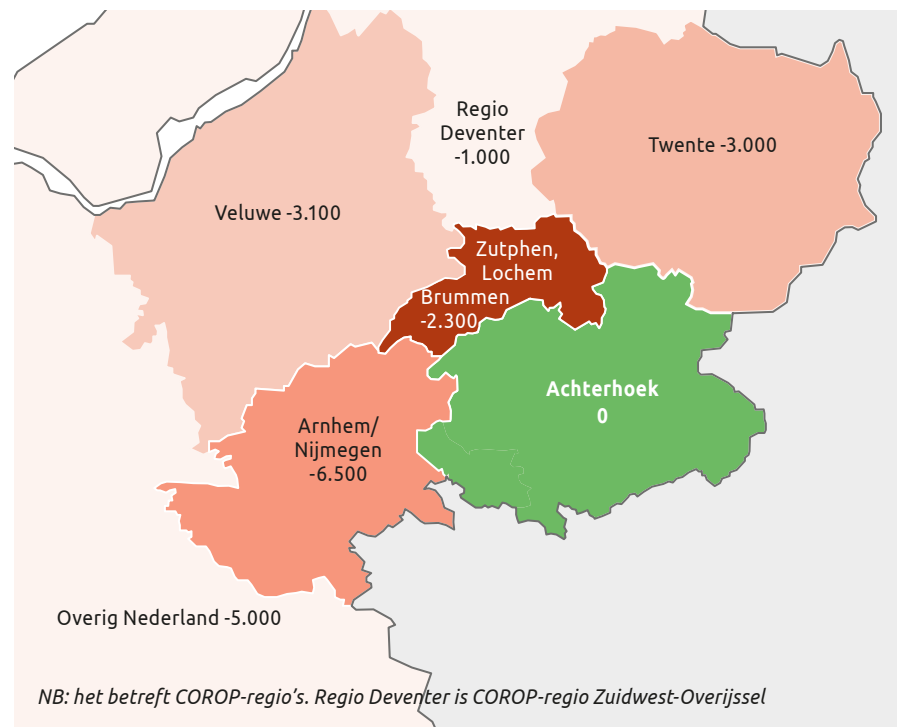 Regio
Deventer
-1.000
Twente -3.000
Veluwe -3.100
Zutphen,
Lochem
Brummen
-2.300
Achterhoek
0
Arnhem/
Nijmegen
-6.500
Overig Nederland -5.000
NB: het betreft COROP-regio's. Regio Deventer is COROP-regio Zuidwest-Overijssel